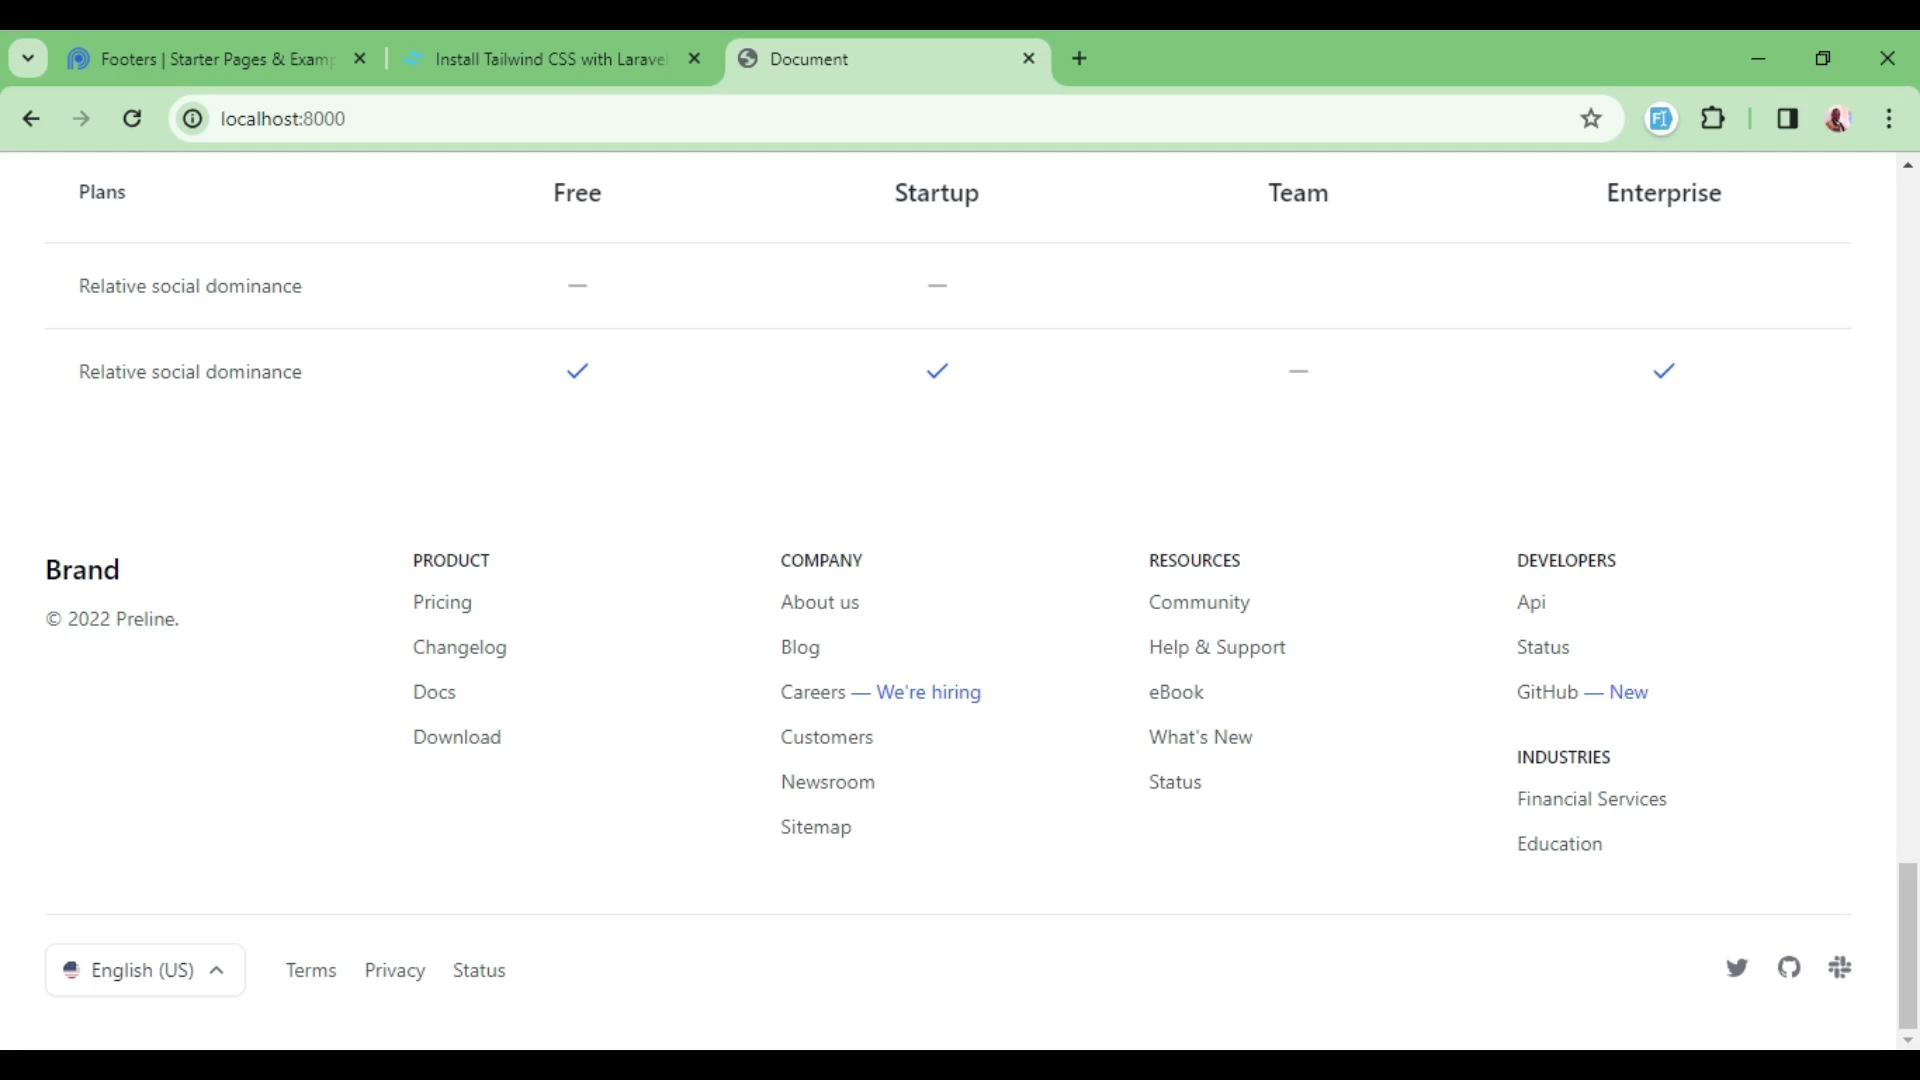 Footers | Starter Pages & Examp
Install Tailwind CSS with Laravel
Document
localhost:8000
Plans Free Startup Team Enterprise
Relative social dominance — —
Relative social dominance — 
Brand
© 2022 Preline.
PRODUCT
Pricing
Changelog
Docs
Download
COMPANY
About us
Blog
Careers — We're hiring
Customers
Newsroom
Sitemap
RESOURCES
Community
Help & Support
eBook
What's New
Status
DEVELOPERS
Api
Status
GitHub — New
INDUSTRIES
Financial Services
Education
English (US) Terms Privacy Status